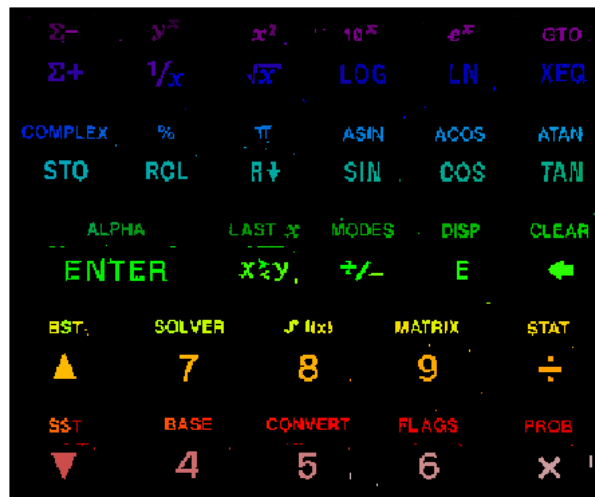 Σ− yˣ x² 10ˣ eˣ GTO
Σ+ 1/x √x LOG LN XEQ
COMPLEX % π ASIN ACOS ATAN
STO RCL R↓ SIN COS TAN
ALPHA LAST x MODES DISP CLEAR
ENTER x≷y +/− E ←
BST SOLVER ∫f(x) MATRIX STAT
▲ 7 8 9 ÷
SST BASE CONVERT FLAGS PROB
▼ 4 5 6 ×